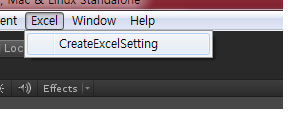 , Mac & Linux Standalone
ent Excel Window Help
CreateExcelSetting
Loc
Effects